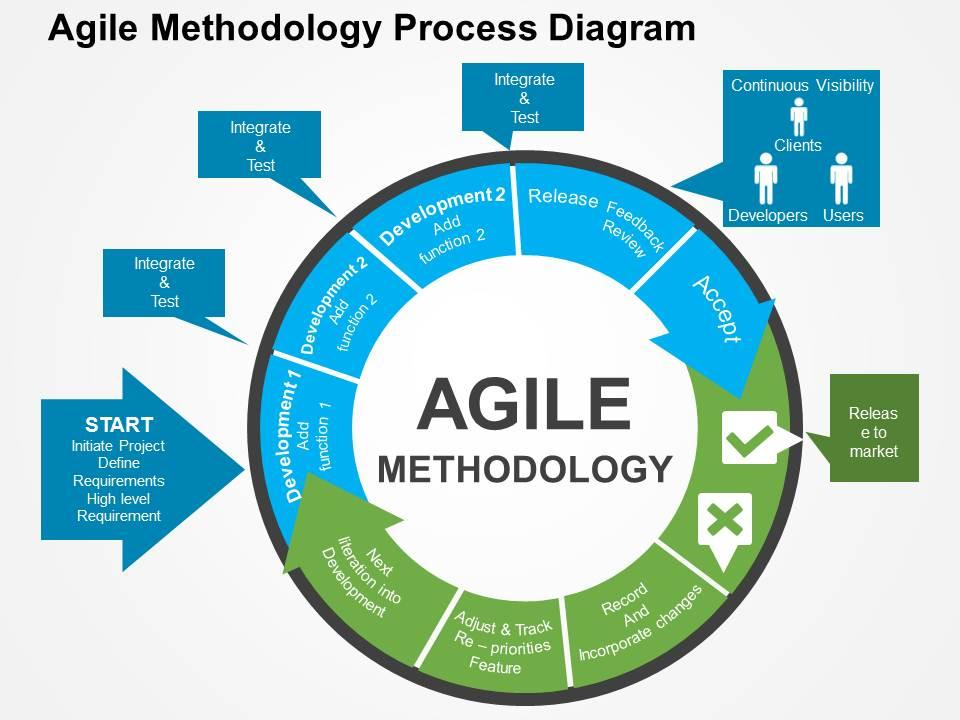 Agile Methodology Process Diagram
Integrate
&
Test
Integrate
&
Test
Integrate
&
Test
Continuous Visibility
Clients
Developers Users
START
Initiate Project
Define
Requirements
High level
Requirement
Development 1
Add
function 1
Development 2
Add
function 2
Development 2
Add
function 2
Release Feedback
Review
Accept
Releas
e to
market
Record
And
Incorporate changes
Adjust & Track
Re – priorities
Feature
Next
literation into
Development
AGILE
METHODOLOGY